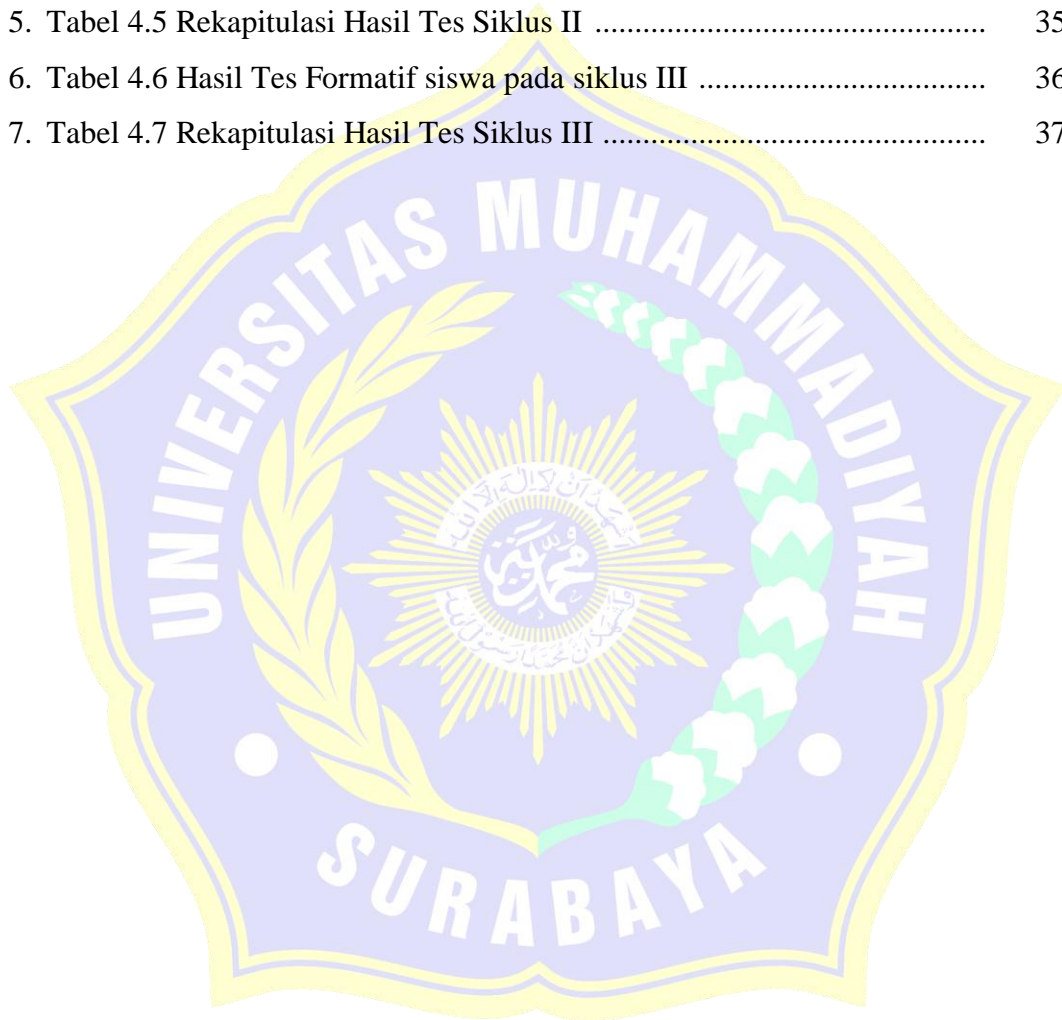 5. Tabel 4.5 Rekapitulasi Hasil Tes Siklus II ................................................ 35
6. Tabel 4.6 Hasil Tes Formatif siswa pada siklus III ................................... 36
7. Tabel 4.7 Rekapitulasi Hasil Tes Siklus III ............................................... 37
UNIVERSITAS MUHAMMADIYAH
محمد
SURABAYA